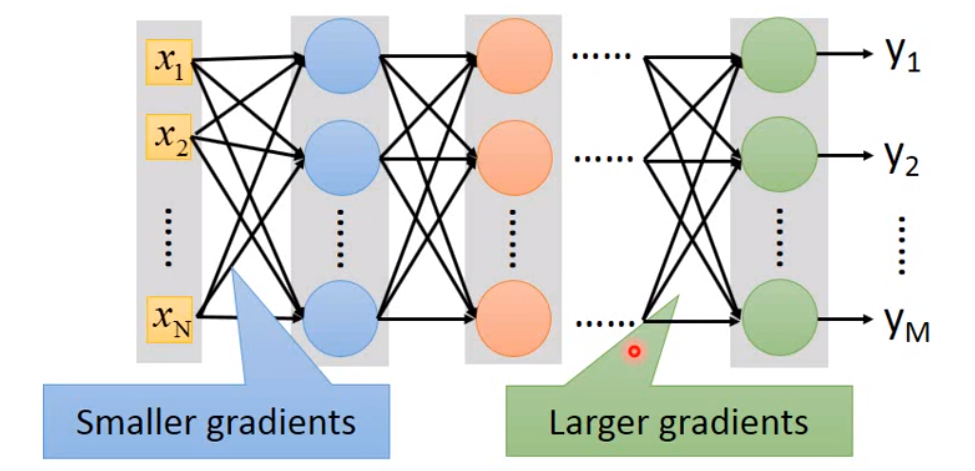 x1
y1
x2
y2
xN
yM
Smaller gradients
Larger gradients